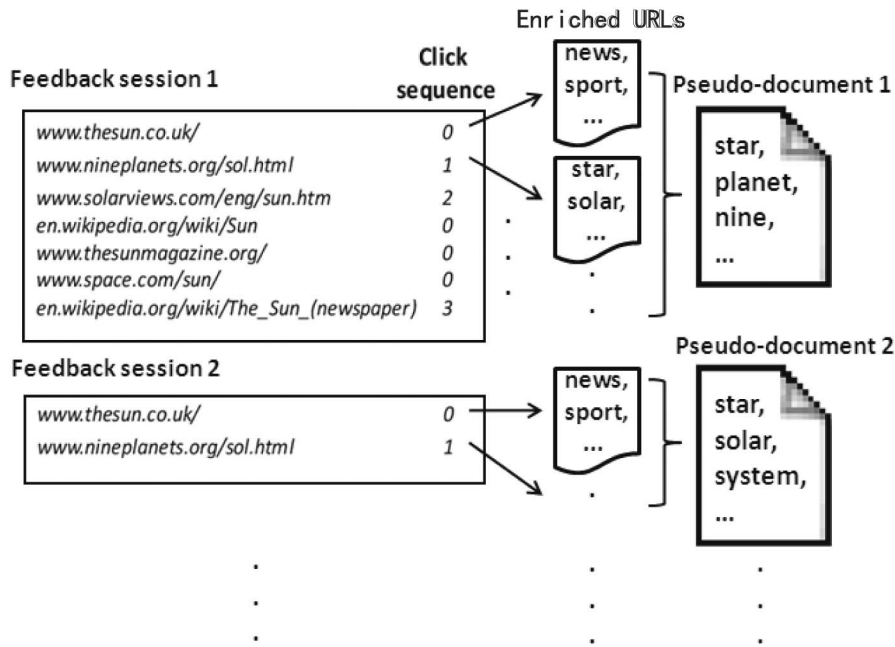 Enriched URLs
Feedback session 1
Click
sequence
www.thesun.co.uk/ 0
www.nineplanets.org/sol.html 1
www.solarviews.com/eng/sun.htm 2
en.wikipedia.org/wiki/Sun 0
www.thesunmagazine.org/ 0
www.space.com/sun/ 0
en.wikipedia.org/wiki/The_Sun_(newspaper) 3
news,
sport,
...
star,
solar,
...
Pseudo-document 1
star,
planet,
nine,
...
Feedback session 2
www.thesun.co.uk/ 0
www.nineplanets.org/sol.html 1
news,
sport,
...
Pseudo-document 2
star,
solar,
system,
...